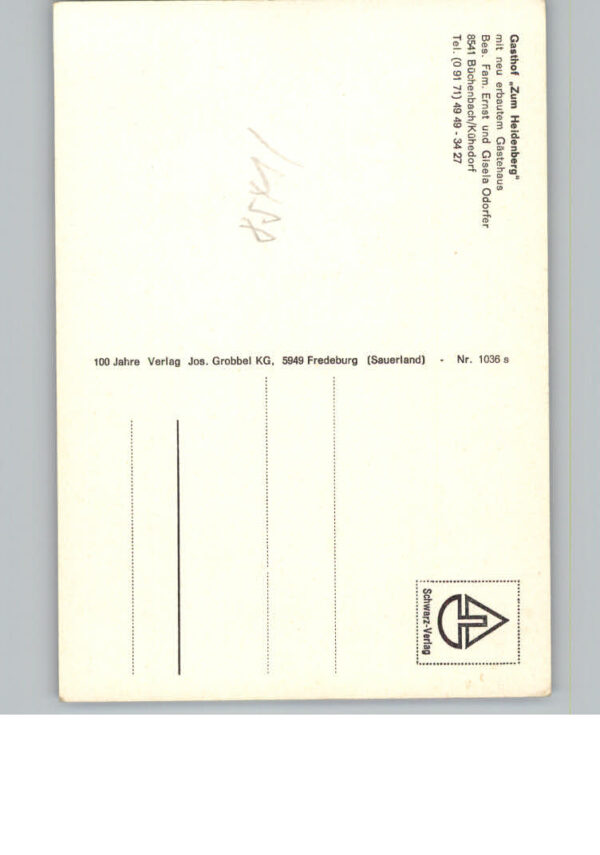 Gasthof „Zum Heidenberg“
mit neu erbautem Gästehaus
Bes. Fam. Ernst und Gisela Odorfer
8541 Büchenbach/Kühedorf
Tel. (0 91 71) 49 49 - 34 27
100 Jahre Verlag Jos. Grobbel KG, 5949 Fredeburg (Sauerland) - Nr. 1036 s
Schwarz-Verlag